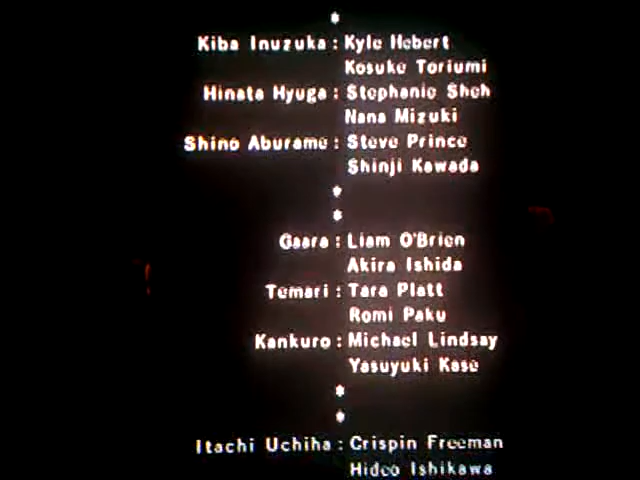 *
Kiba Inuzuka : Kyle Hebert
Kosuke Toriumi
Hinata Hyuga : Stephanie Sheh
Nana Mizuki
Shino Aburame : Steve Prince
Shinji Kawada
*
*
Gaara : Liam O'Brien
Akira Ishida
Temari : Tara Platt
Romi Paku
Kankuro : Michael Lindsay
Yasuyuki Kase
*
*
Itachi Uchiha : Crispin Freeman
Hideo Ishikawa